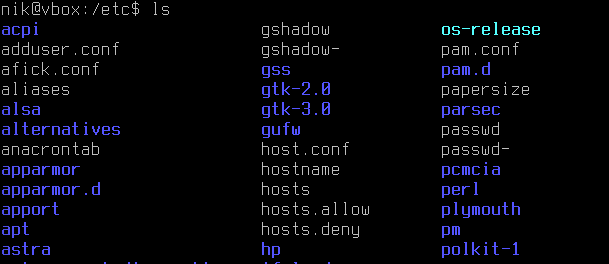 nik@vbox:/etc$ ls
acpi gshadow os-release
adduser.conf gshadow- pam.conf
afick.conf gss pam.d
aliases gtk-2.0 papersize
alsa gtk-3.0 parsec
alternatives gufw passwd
anacrontab host.conf passwd-
apparmor hostname pcmcia
apparmor.d hosts perl
apport hosts.allow plymouth
apt hosts.deny pm
astra hp polkit-1